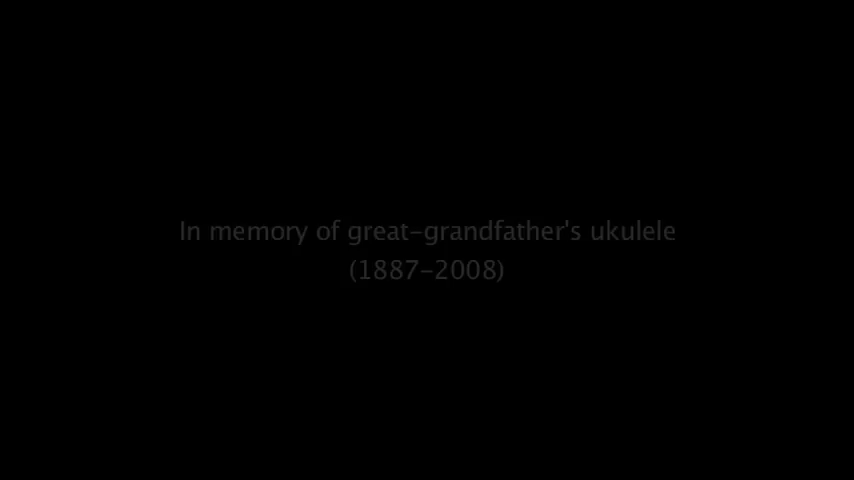 In memory of great-grandfather's ukulele
(1887-2008)